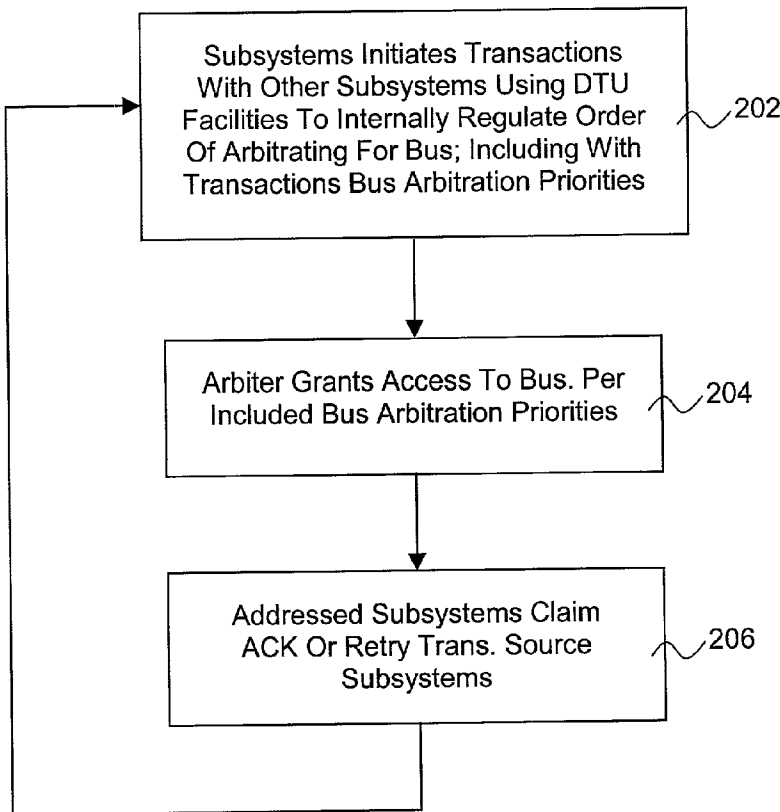 Subsystems Initiates Transactions
With Other Subsystems Using DTU
Facilities To Internally Regulate Order
Of Arbitrating For Bus; Including With
Transactions Bus Arbitration Priorities
202
Arbiter Grants Access To Bus. Per
Included Bus Arbitration Priorities
204
Addressed Subsystems Claim
ACK Or Retry Trans. Source
Subsystems
206